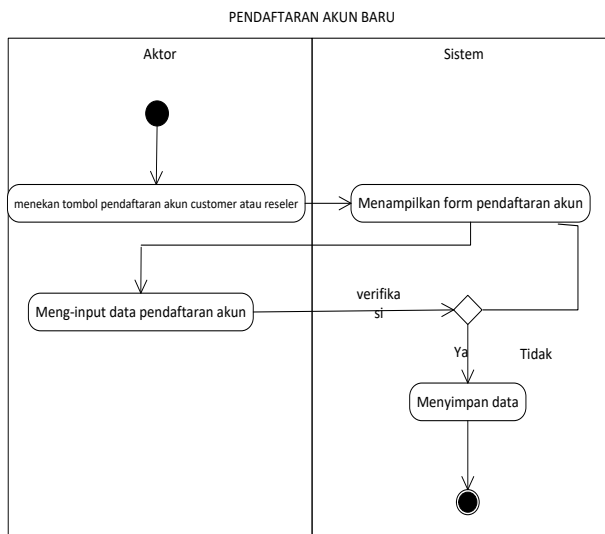 PENDAFTARAN AKUN BARU
Aktor
Sistem
menekan tombol pendaftaran akun customer atau reseler
Menampilkan form pendaftaran akun
Meng-input data pendaftaran akun
verifika
si
Ya
Tidak
Menyimpan data